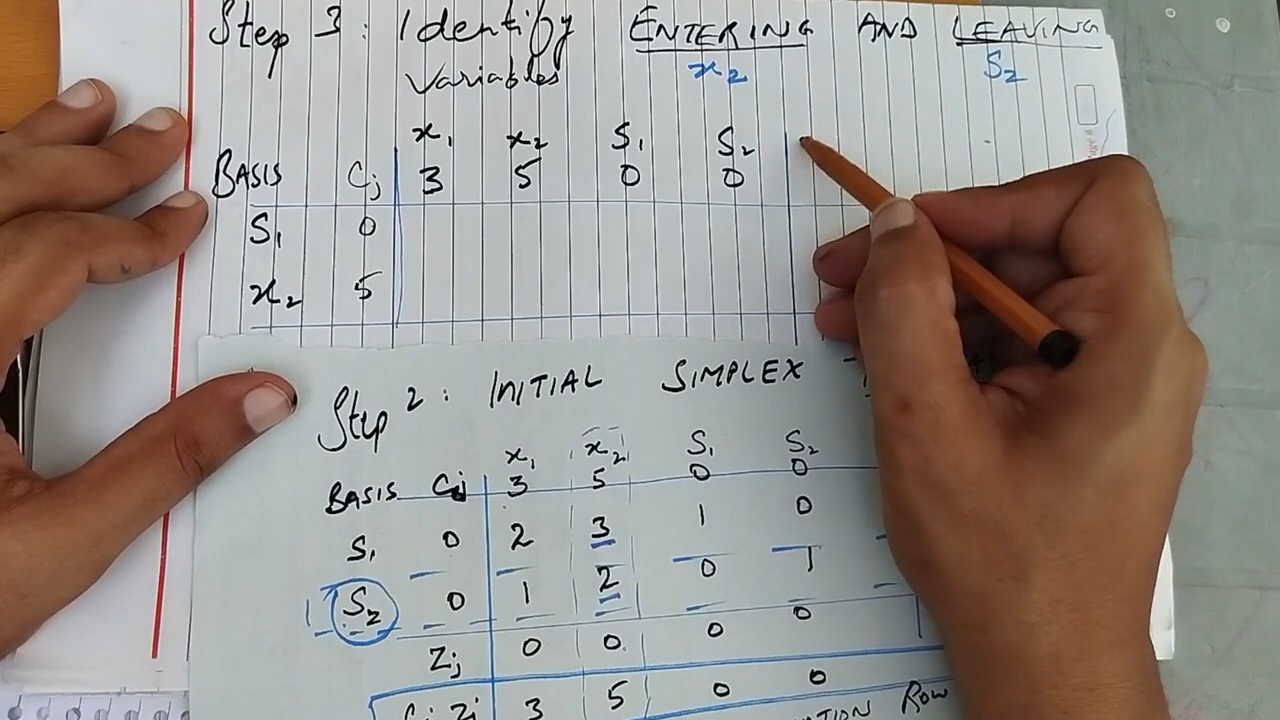 Step 3: Identify ENTERING AND LEAVING
Variables x₂ S₂
x₁ x₂ S₁ S₂
BASIS Cj 3 5 0 0
S₁ 0
x₂ 5
Step 2: INITIAL SIMPLEX
x₁ x₂ S₁ S₂
BASIS Cj 3 5 0 0
S₁ 0 2 3 1 0
S₂ 0 1 2 0 1
Zj 0 0 0 0
Cj Zj 3 5 0 0
ROW